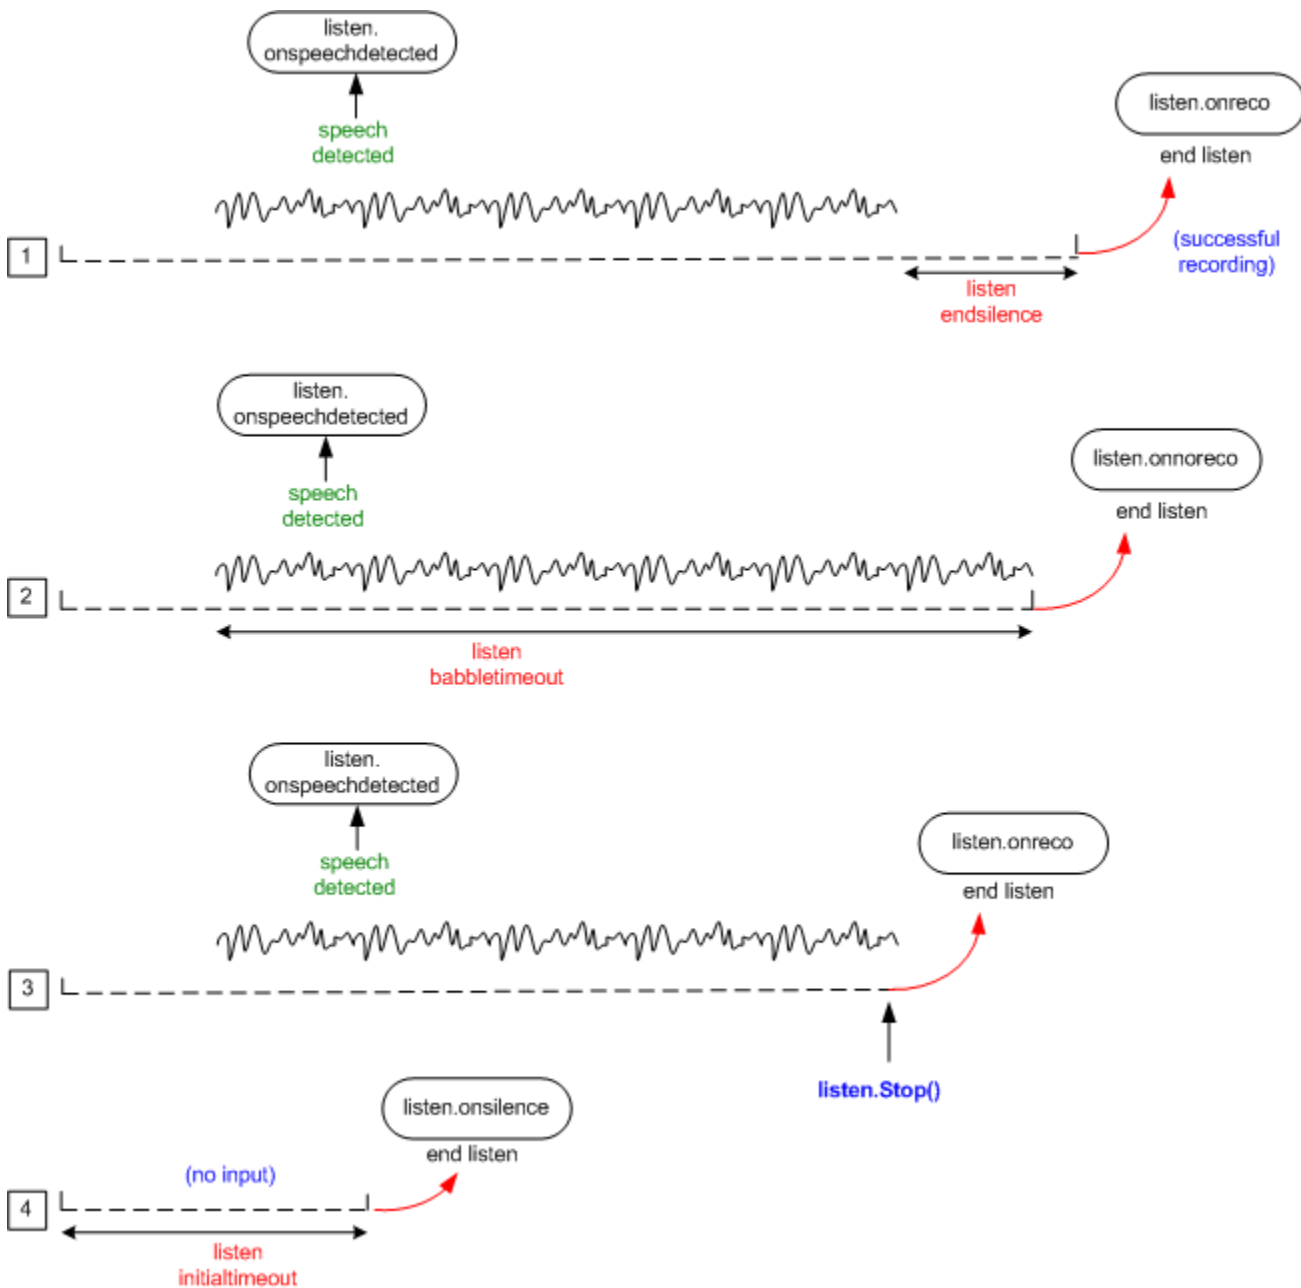 listen.
onspeechdetected
listen.onreco
speech
detected
end listen
1
(successful
recording)
listen
endsilence
listen.
onspeechdetected
listen.onnoreco
speech
detected
end listen
2
listen
babbletimeout
listen.
onspeechdetected
listen.onreco
speech
detected
end listen
3
listen.Stop()
listen.onsilence
end listen
(no input)
4
listen
initialtimeout